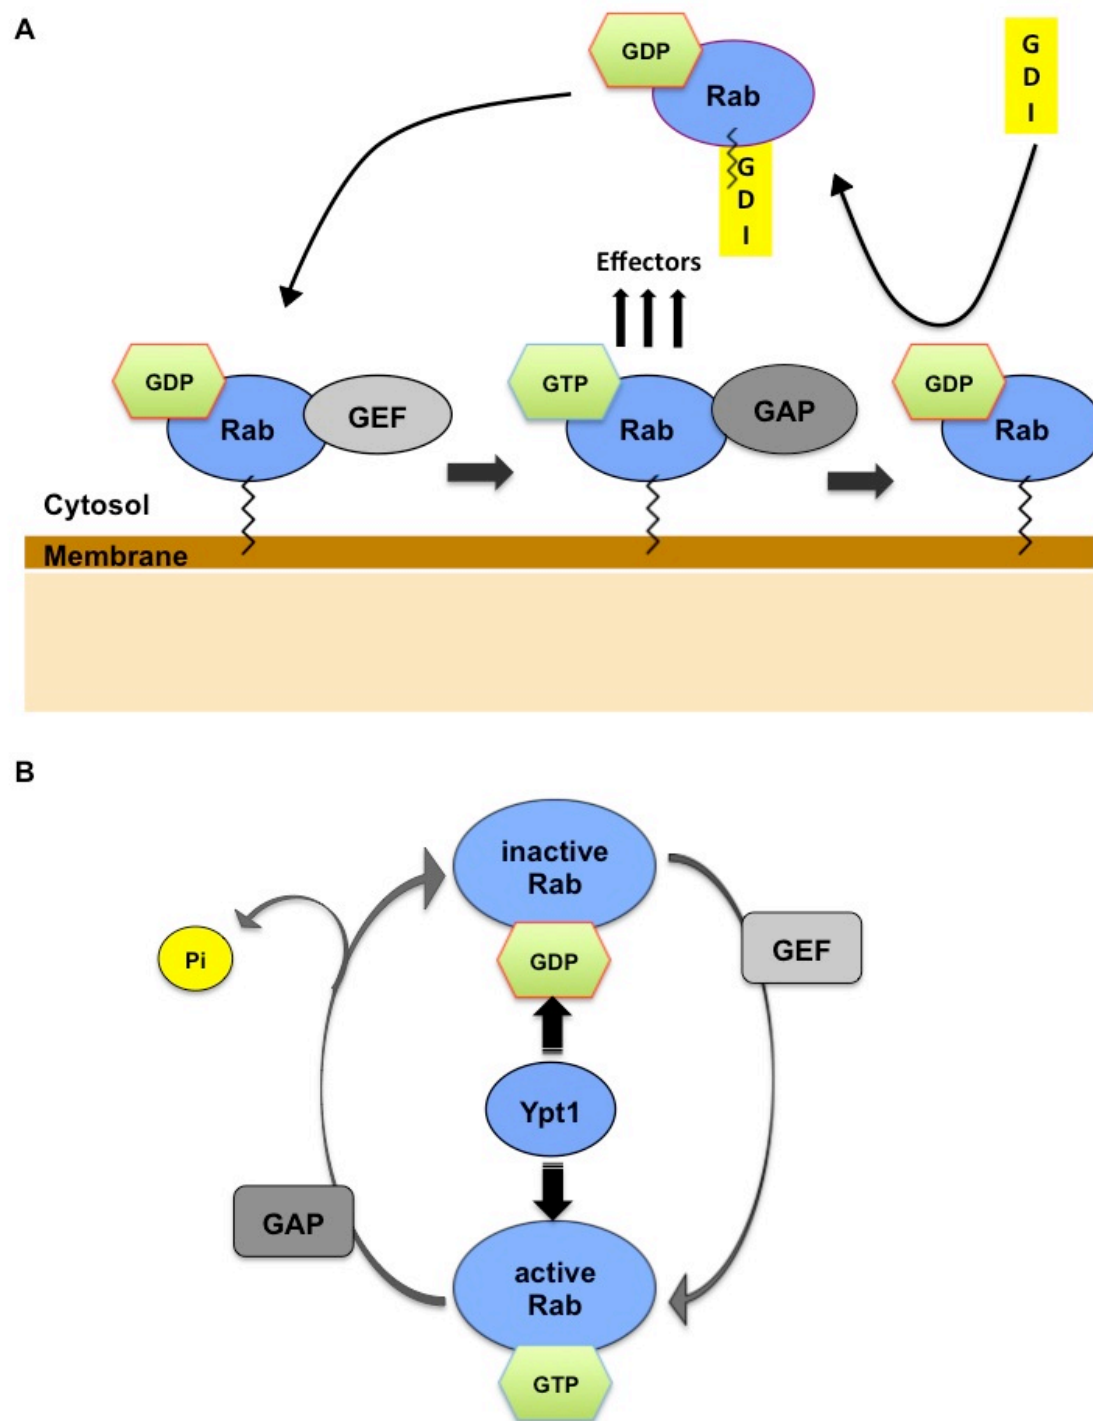 A
GDP
Rab
G
D
I
G
D
I
Effectors
GDP
Rab
GEF
GTP
Rab
GAP
GDP
Rab
Cytosol
Membrane
B
inactive
Rab
GDP
Pi
GEF
Ypt1
GAP
active
Rab
GTP